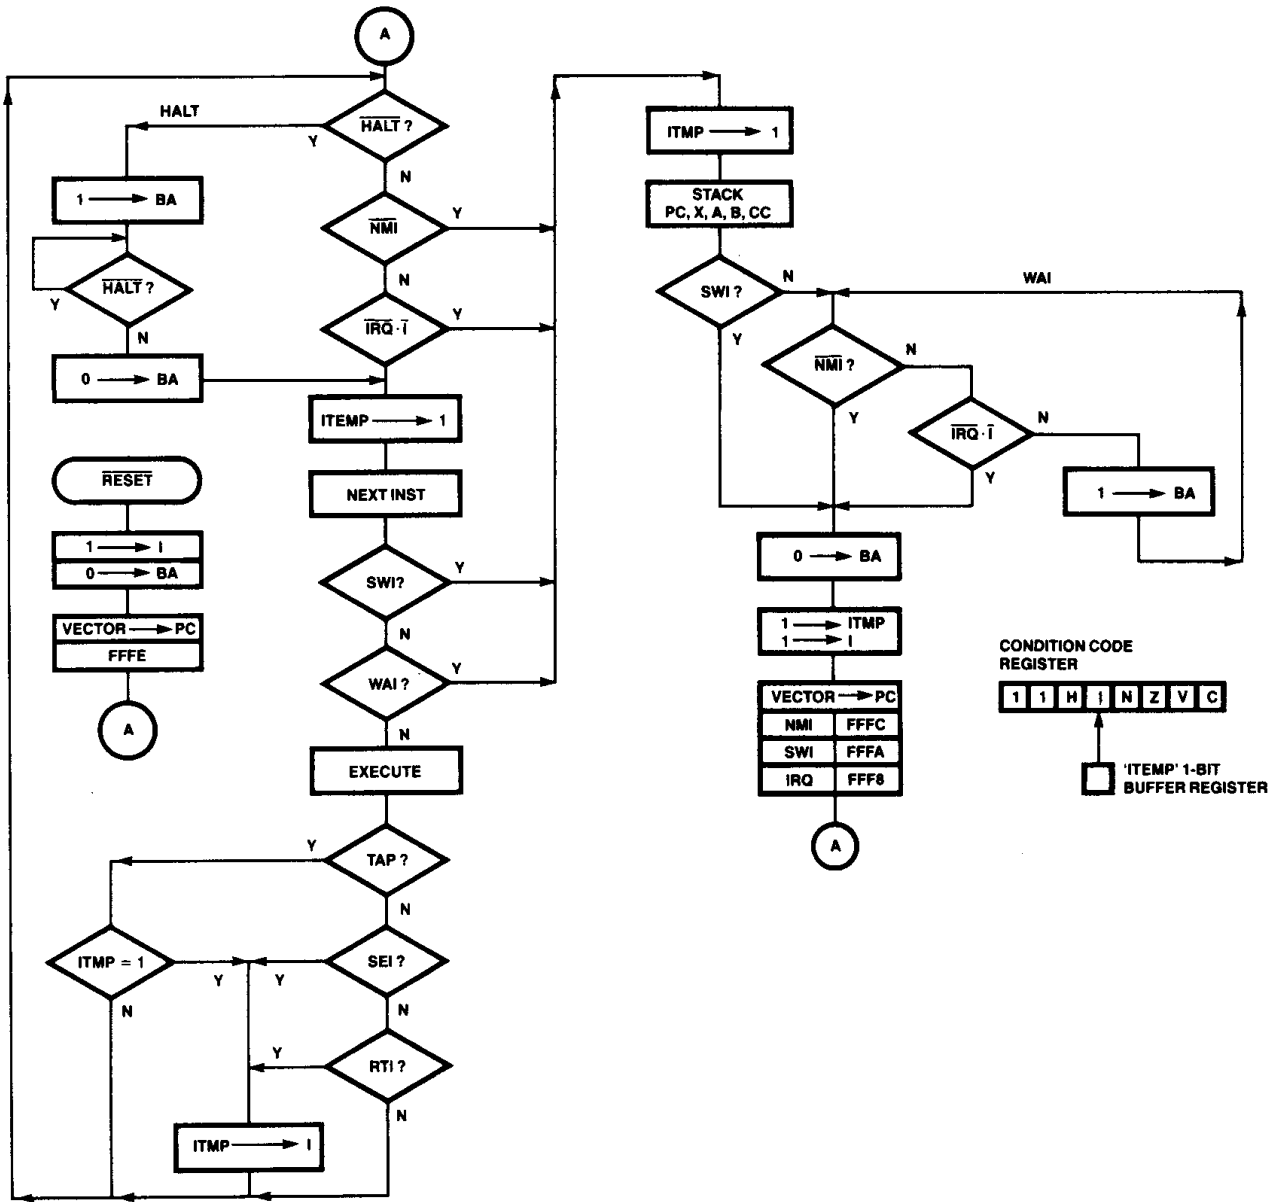 A
HALT
HALT ?
Y
N
1 → BA
NMI
Y
N
HALT ?
Y
N
IRQ · I
Y
0 → BA
ITEMP → 1
NEXT INST
RESET
1 → I
0 → BA
VECTOR → PC
FFFE
A
SWI?
Y
N
WAI ?
Y
N
EXECUTE
TAP ?
Y
N
ITMP = 1
Y
N
SEI ?
Y
N
RTI ?
Y
N
ITMP → I
ITMP → 1
STACK
PC, X, A, B, CC
SWI ?
N
Y
WAI
NMI ?
N
Y
IRQ · I
N
Y
1 → BA
0 → BA
1 → ITMP
1 → I
VECTOR → PC
NMI FFFC
SWI FFFA
IRQ FFF8
A
CONDITION CODE
REGISTER
1 1 H I N Z V C
'ITEMP' 1-BIT
BUFFER REGISTER